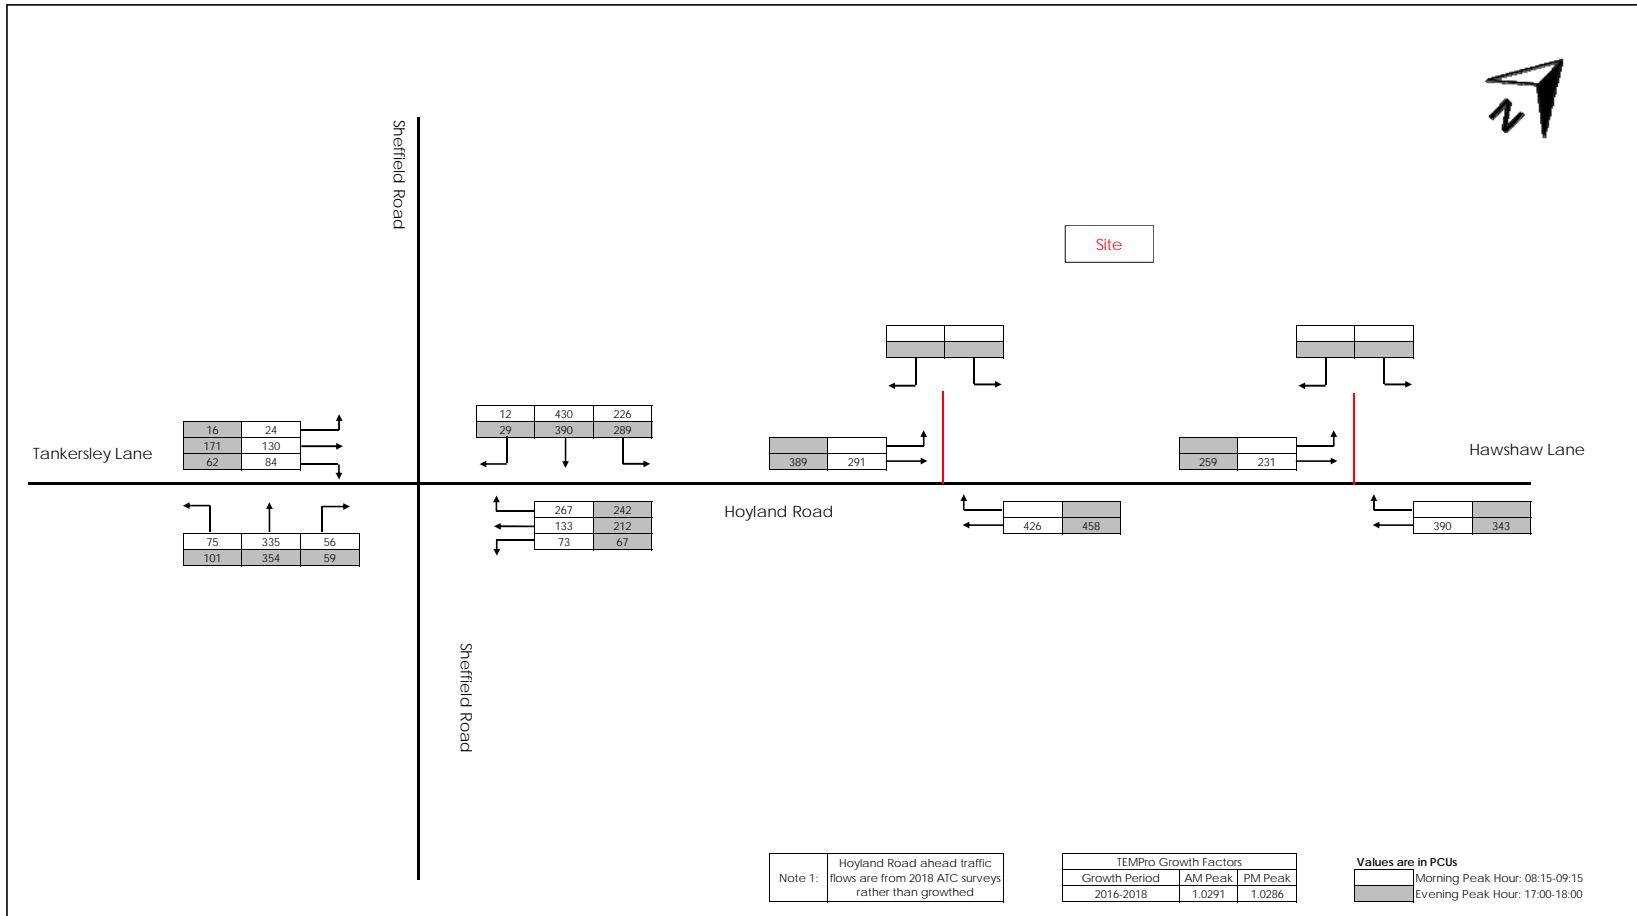 Sheffield Road
Site
12 430 226
29 390 289
16 24
171 130
62 84
Tankersley Lane
389 291
259 231
Hawshaw Lane
75 335 56
101 354 59
267 242
133 212
73 67
Hoyland Road
426 458
390 343
Sheffield Road
N
Note 1:
Hoyland Road ahead traffic
flows are from 2018 ATC surveys
rather than growthed
TEMPro Growth Factors
Growth Period AM Peak PM Peak
2016-2018 1.0291 1.0286
Values are in PCUs
Morning Peak Hour: 08:15-09:15
Evening Peak Hour: 17:00-18:00